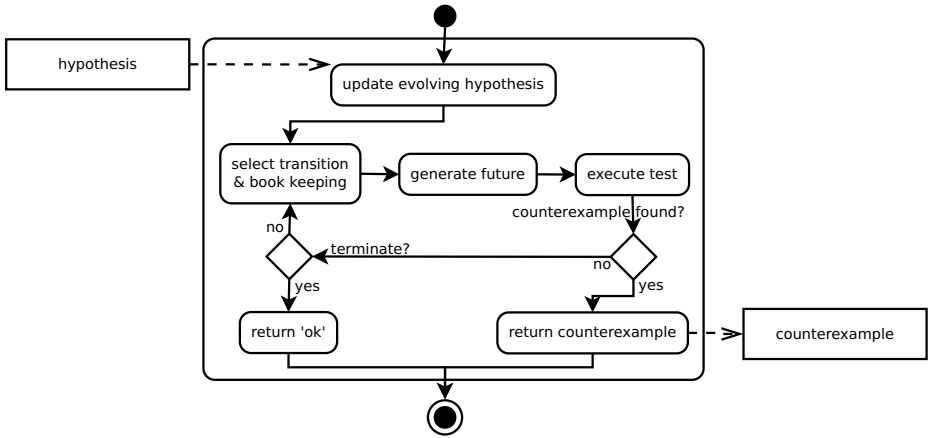 hypothesis
update evolving hypothesis
select transition
& book keeping
generate future
execute test
counterexample found?
no
terminate?
no
yes
yes
return 'ok'
return counterexample
counterexample